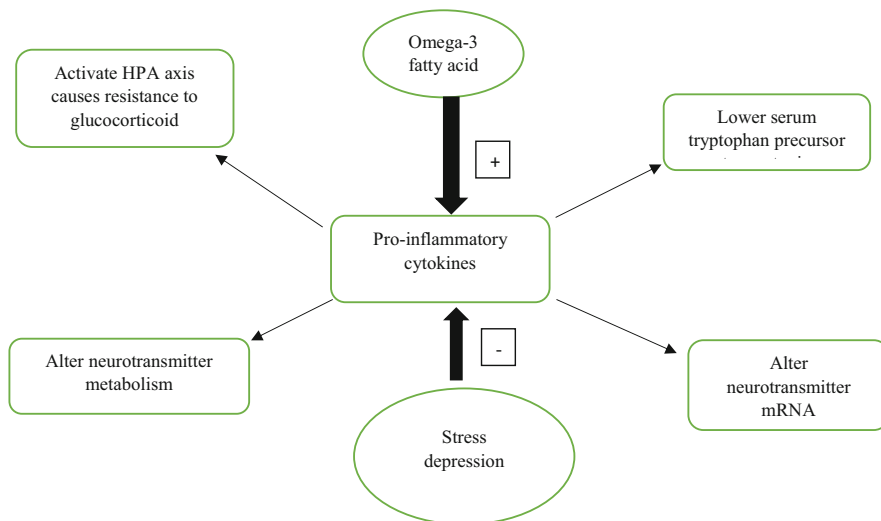 Omega-3
fatty acid
Activate HPA axis
causes resistance to
glucocorticoid
Lower serum
tryptophan precursor
+
Pro-inflammatory
cytokines
-
Alter neurotransmitter
metabolism
Alter
neurotransmitter
mRNA
Stress
depression